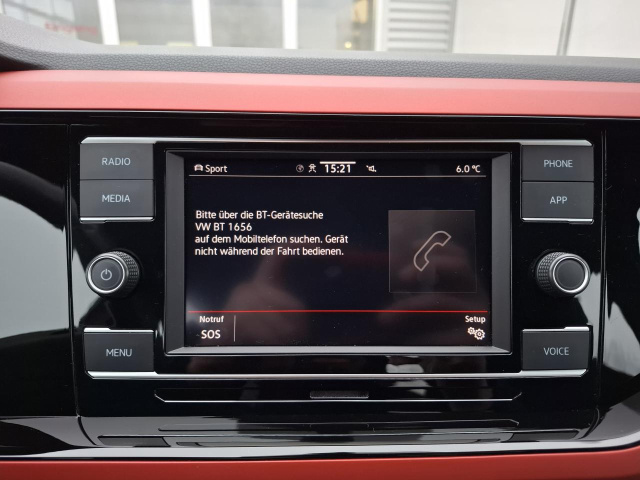 RADIO
MEDIA
MENU
Sport
15:21
6.0 °C
Bitte über die BT-Gerätesuche
VW BT 1656
auf dem Mobiltelefon suchen. Gerät
nicht während der Fahrt bedienen.
Notruf
SOS
Setup
PHONE
APP
VOICE